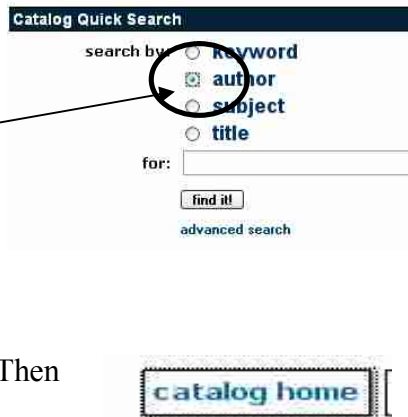 Catalog Quick Search
search by: keyword
author
subject
title
for:
find it!
advanced search
Then
catalog home